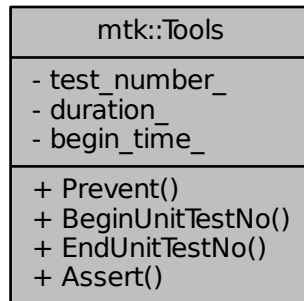 mtk::Tools
- test_number_
- duration_
- begin_time_
+ Prevent()
+ BeginUnitTestNo()
+ EndUnitTestNo()
+ Assert()